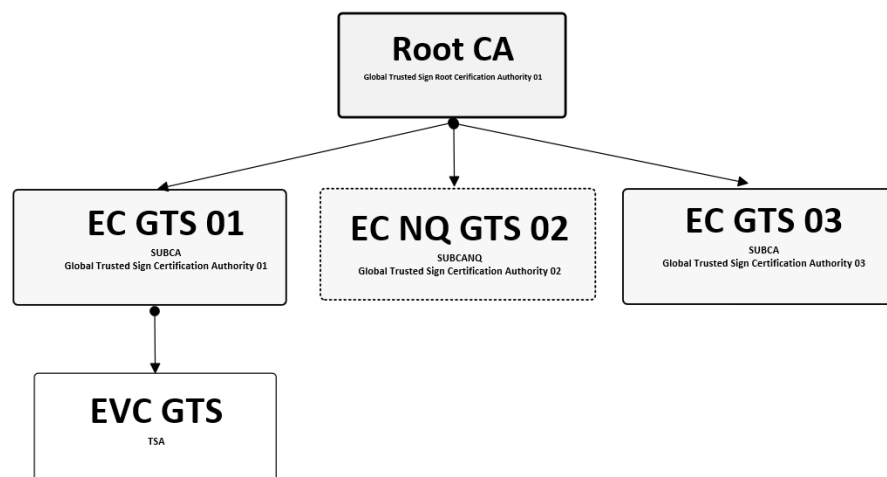 Root CA
Global Trusted Sign Root Cerification Authority 01
EC GTS 01
SUBCA
Global Trusted Sign Certification Authority 01
EC NQ GTS 02
SUBCANQ
Global Trusted Sign Certification Authority 02
EC GTS 03
SUBCA
Global Trusted Sign Certification Authority 03
EVC GTS
TSA